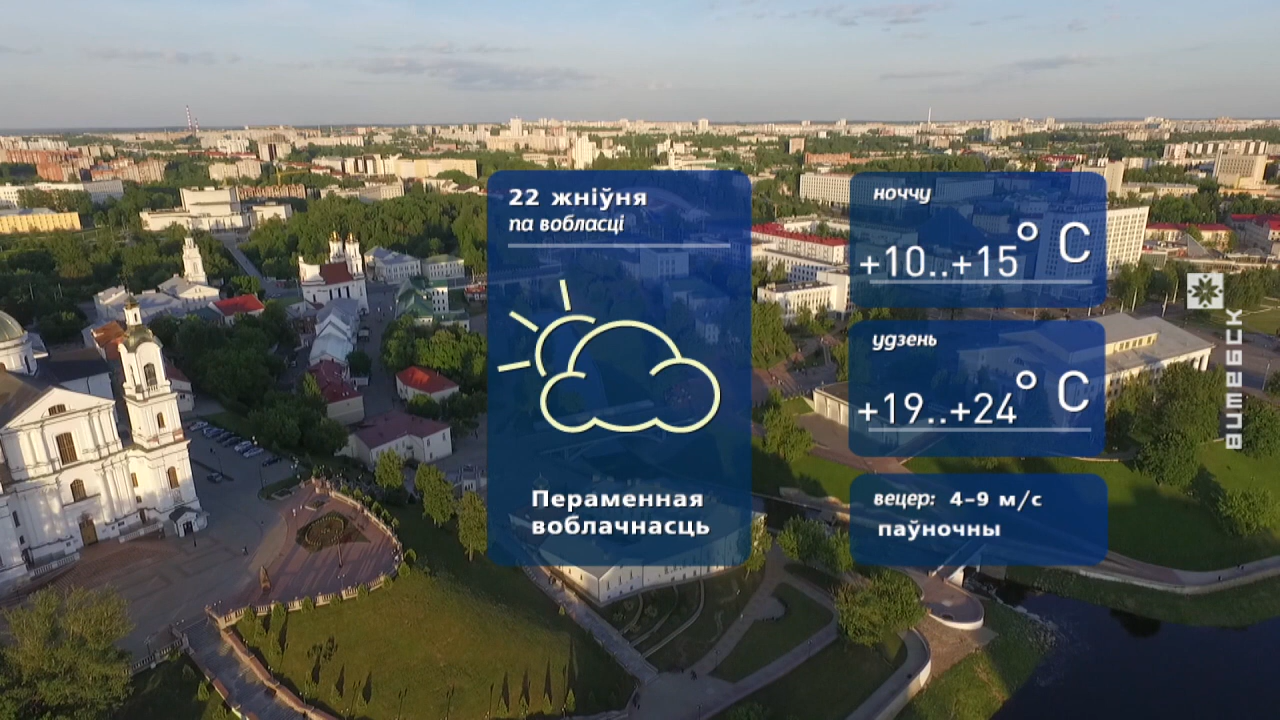 22 жніўня
па вобласці
Пераменная
воблачнасць
ноччу
+10..+15° C
удзень
+19..+24° C
вецер: 4-9 м/с
паўночны
витебск